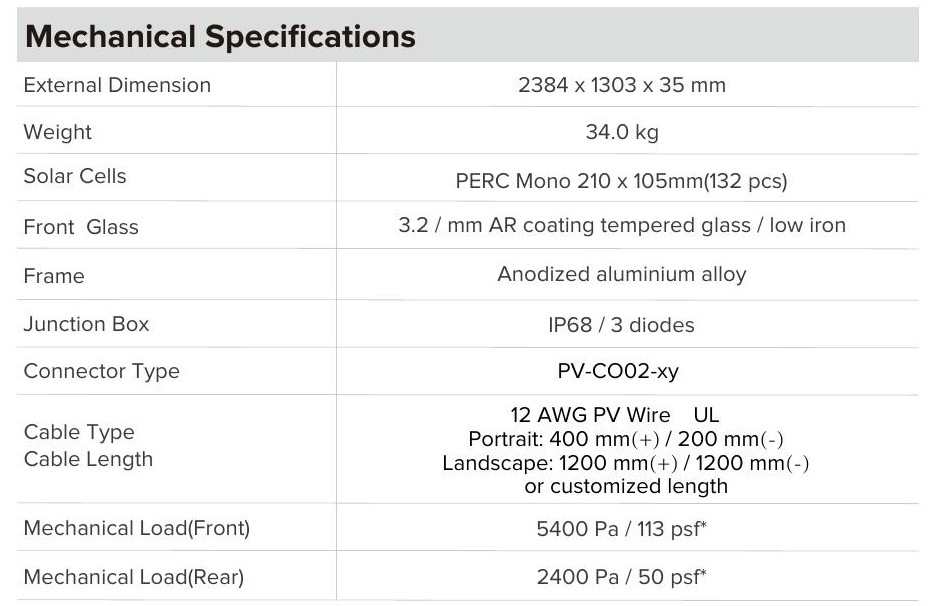 Mechanical Specifications
External Dimension 2384 x 1303 x 35 mm
Weight 34.0 kg
Solar Cells PERC Mono 210 x 105mm(132 pcs)
Front Glass 3.2 / mm AR coating tempered glass / low iron
Frame Anodized aluminium alloy
Junction Box IP68 / 3 diodes
Connector Type PV-CO02-xy
Cable Type
Cable Length
12 AWG PV Wire UL
Portrait: 400 mm(+) / 200 mm(-)
Landscape: 1200 mm(+) / 1200 mm(-)
or customized length
Mechanical Load(Front) 5400 Pa / 113 psf*
Mechanical Load(Rear) 2400 Pa / 50 psf*